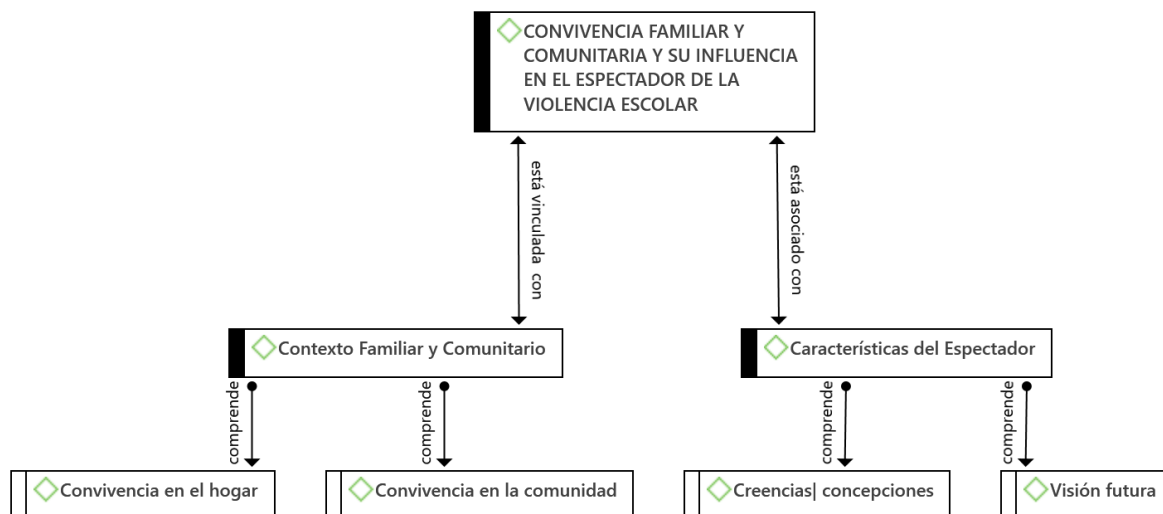 CONVIVENCIA FAMILIAR Y
COMUNITARIA Y SU INFLUENCIA
EN EL ESPECTADOR DE LA
VIOLENCIA ESCOLAR
está vinculada con
está asociado con
Contexto Familiar y Comunitario
Características del Espectador
comprende
comprende
comprende
comprende
Convivencia en el hogar
Convivencia en la comunidad
Creencias| concepciones
Visión futura